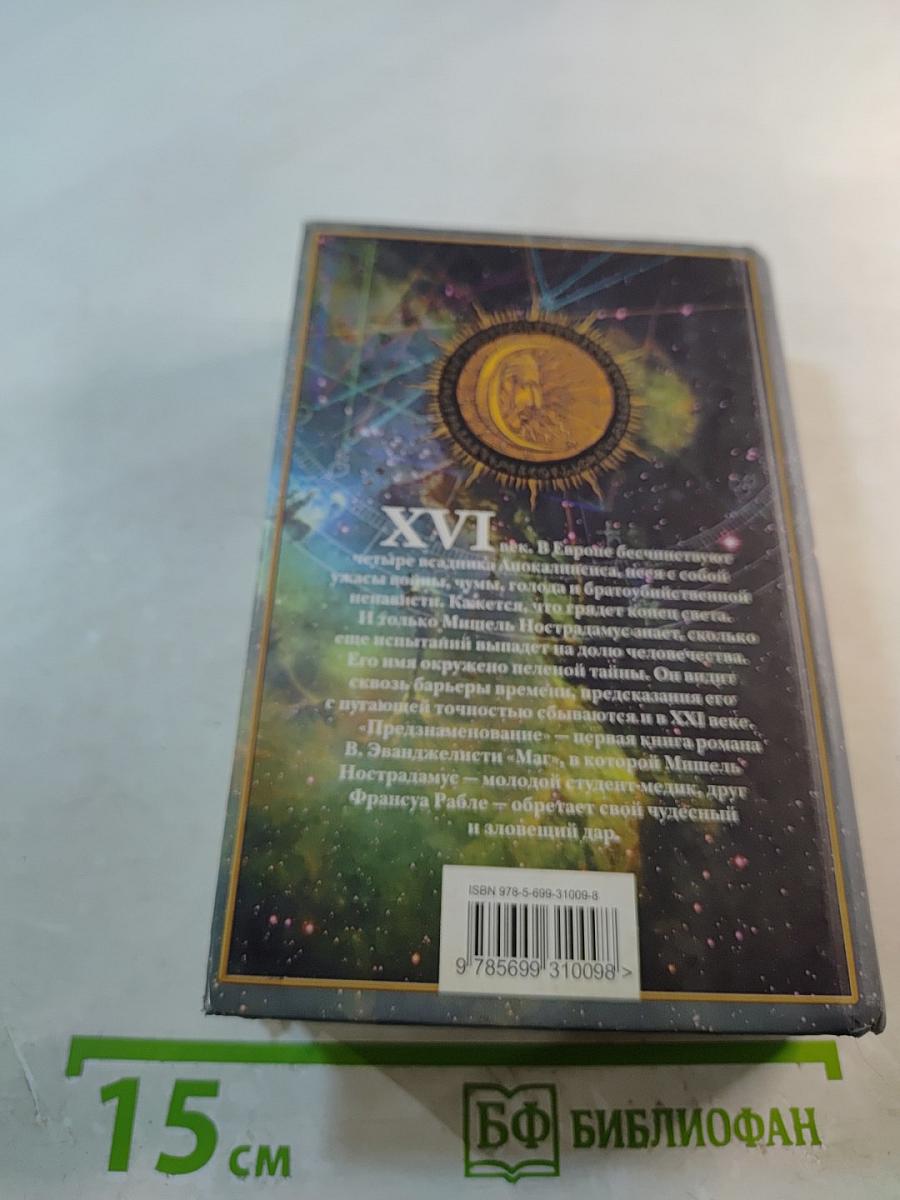 XVI век. В Европе бесчинствуют
четыре всадника Апокалипсиса, неся с собой
ужасы войны, чумы, голода и братоубийственной
ненависти. Кажется, что грядет конец света.
И только Мишель Нострадамус знает, сколько
еще испытаний выпадет на долю человечества.
Его имя окружено пеленой тайны. Он видит
сквозь барьеры времени, предсказания его
с пугающей точностью сбываются и в XXI веке.
«Предзнаменование» — первая книга романа
В. Эванджелисти «Маг», в которой Мишель
Нострадамус — молодой студент-медик, друг
Франсуа Рабле — обретает свой чудесный
и зловещий дар.
ISBN 978-5-699-31009-8
9 785699 310098 >
15 см
БФ БИБЛИОФАН